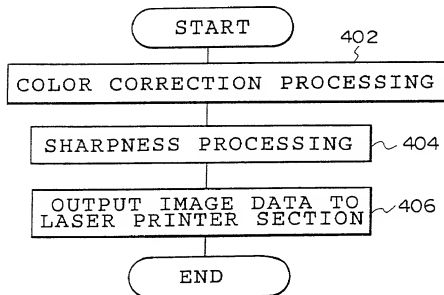 START
402
COLOR CORRECTION PROCESSING
SHARPNESS PROCESSING
404
OUTPUT IMAGE DATA TO
LASER PRINTER SECTION
406
END